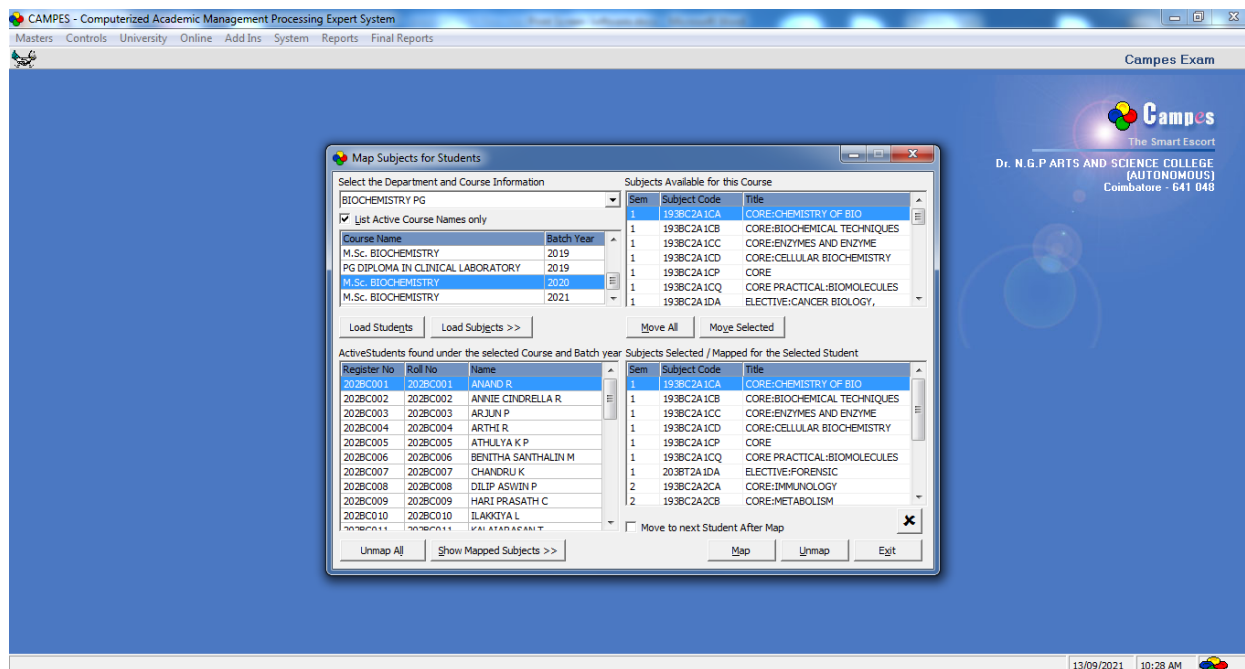 CAMPES - Computerized Academic Management Processing Expert System
Masters Controls University Online Add Ins System Reports Final Reports
Campes Exam
Campes
The Smart Escort
Dr. N.G.P ARTS AND SCIENCE COLLEGE
(AUTONOMOUS)
Coimbatore - 641 048
Map Subjects for Students
Select the Department and Course Information
BIOCHEMISTRY PG
List Active Course Names only
Course Name Batch Year
M.Sc. BIOCHEMISTRY 2019
PG DIPLOMA IN CLINICAL LABORATORY 2019
M.Sc. BIOCHEMISTRY 2020
M.Sc. BIOCHEMISTRY 2021
Load Students Load Subjects >>
Subjects Available for this Course
Sem Subject Code Title
1 193BC2A1CA CORE:CHEMISTRY OF BIO
1 193BC2A1CB CORE:BIOCHEMICAL TECHNIQUES
1 193BC2A1CC CORE:ENZYMES AND ENZYME
1 193BC2A1CD CORE:CELLULAR BIOCHEMISTRY
1 193BC2A1CP CORE
1 193BC2A1CQ CORE PRACTICAL:BIOMOLECULES
1 193BC2A1DA ELECTIVE:CANCER BIOLOGY,
Move All Move Selected
ActiveStudents found under the selected Course and Batch year
Register No Roll No Name
202BC001 202BC001 ANAND R
202BC002 202BC002 ANNIE CINDRELLA R
202BC003 202BC003 ARJUN P
202BC004 202BC004 ARTHI R
202BC005 202BC005 ATHULYA K P
202BC006 202BC006 BENITHA SANTHALIN M
202BC007 202BC007 CHANDRU K
202BC008 202BC008 DILIP ASWIN P
202BC009 202BC009 HARI PRASATH C
202BC010 202BC010 ILAKKIYA L
202BC011 202BC011 KALAIARASAN T
Unmap All Show Mapped Subjects >>
Subjects Selected / Mapped for the Selected Student
Sem Subject Code Title
1 193BC2A1CA CORE:CHEMISTRY OF BIO
1 193BC2A1CB CORE:BIOCHEMICAL TECHNIQUES
1 193BC2A1CC CORE:ENZYMES AND ENZYME
1 193BC2A1CD CORE:CELLULAR BIOCHEMISTRY
1 193BC2A1CP CORE
1 193BC2A1CQ CORE PRACTICAL:BIOMOLECULES
1 203BT2A1DA ELECTIVE:FORENSIC
2 193BC2A2CA CORE:IMMUNOLOGY
2 193BC2A2CB CORE:METABOLISM
Move to next Student After Map
Map Unmap Exit
13/09/2021 10:28 AM